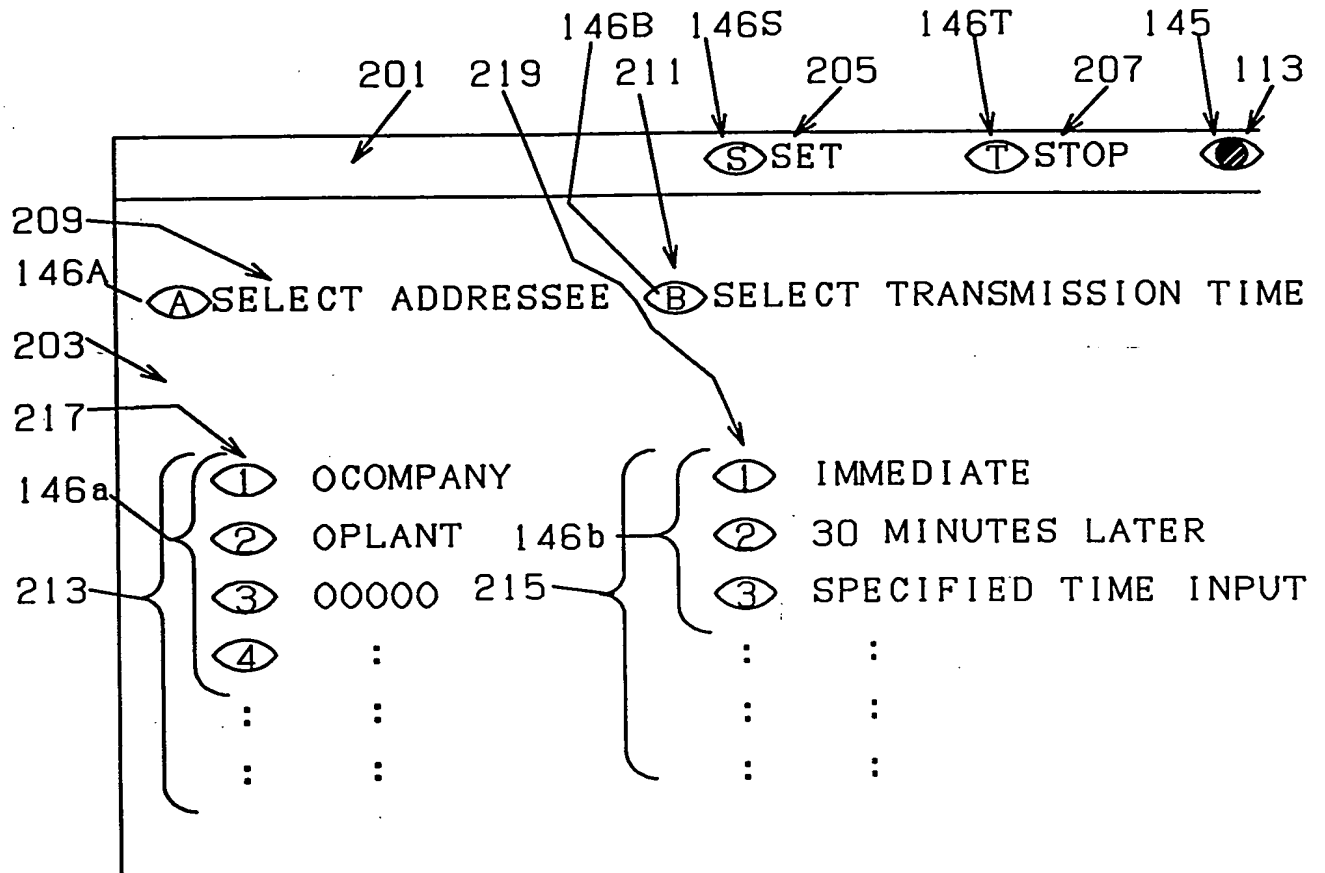 146B 146S 146T 145
201 219 211 205 207 113
S SET T STOP
209
146A A SELECT ADDRESSEE B SELECT TRANSMISSION TIME
203
217
1 OCOMPANY 1 IMMEDIATE
146a
2 OPLANT 146b 2 30 MINUTES LATER
213 3 OOOOO 215 3 SPECIFIED TIME INPUT
4 : : :
: : : :
: : : :